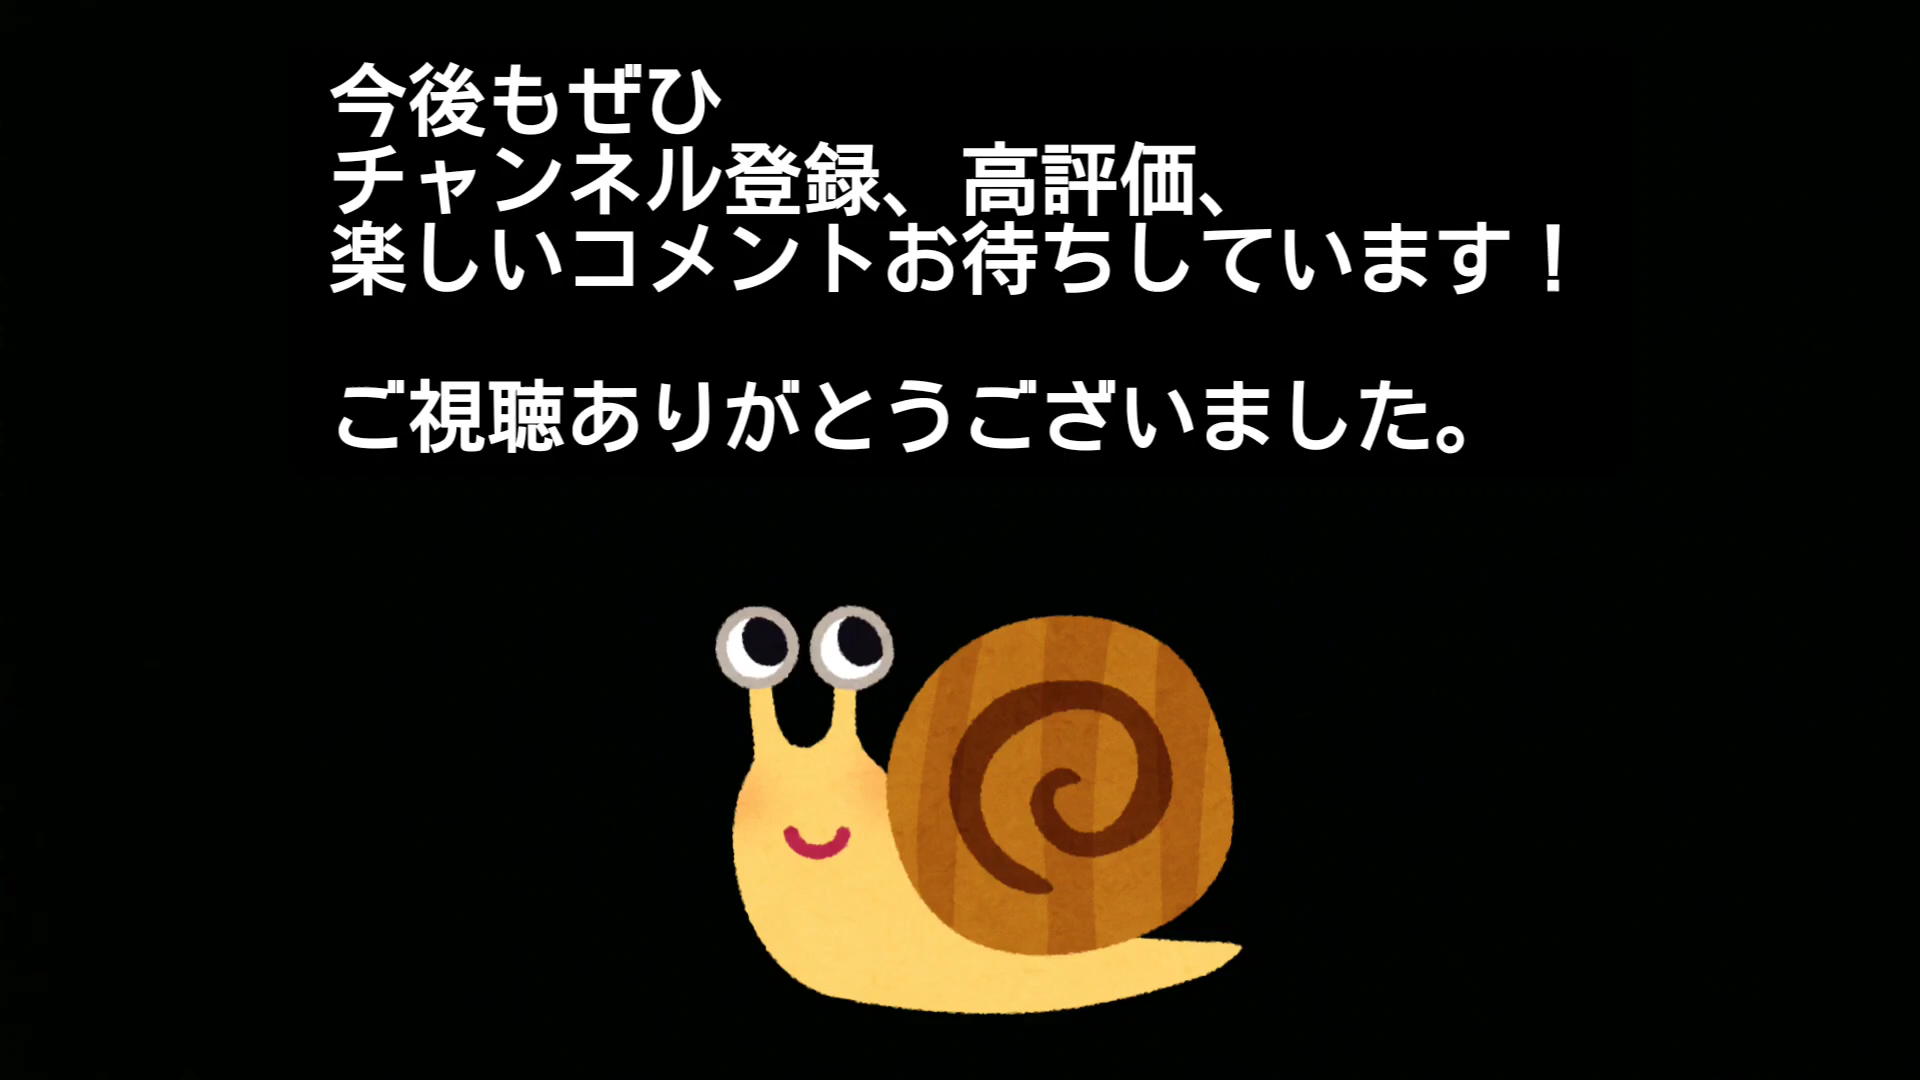 今後もぜひ
チャンネル登録、高評価、
楽しいコメントお待ちしています！
ご視聴ありがとうございました。